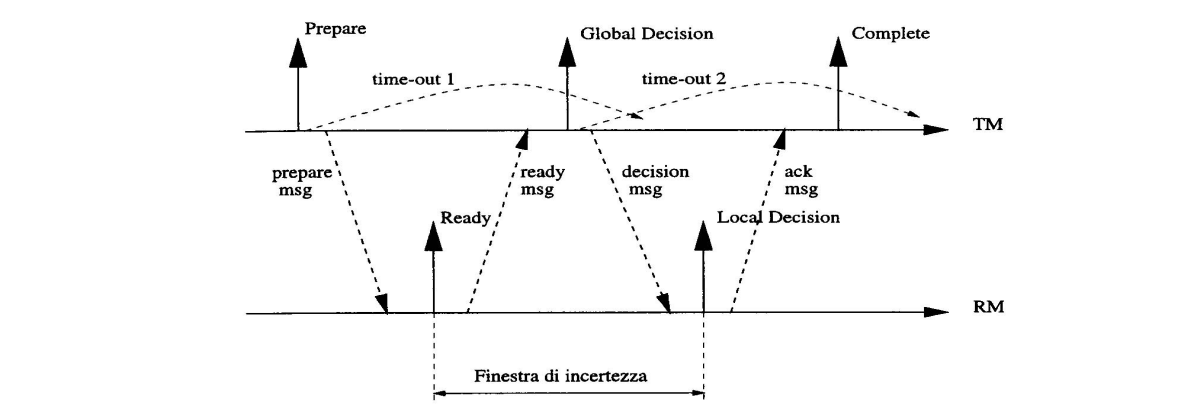 Prepare
Global Decision
Complete
time-out 1
time-out 2
TM
prepare
msg
ready
msg
decision
msg
ack
msg
Ready
Local Decision
RM
Finestra di incertezza